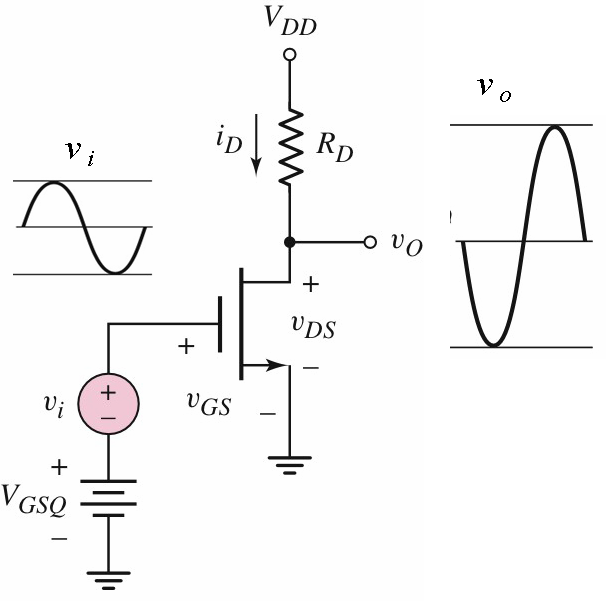 V_DD
v_o
i_D
R_D
v_i
v_O
+
v_DS
+
−
v_i
+
−
v_GS
−
+
V_GSQ
−